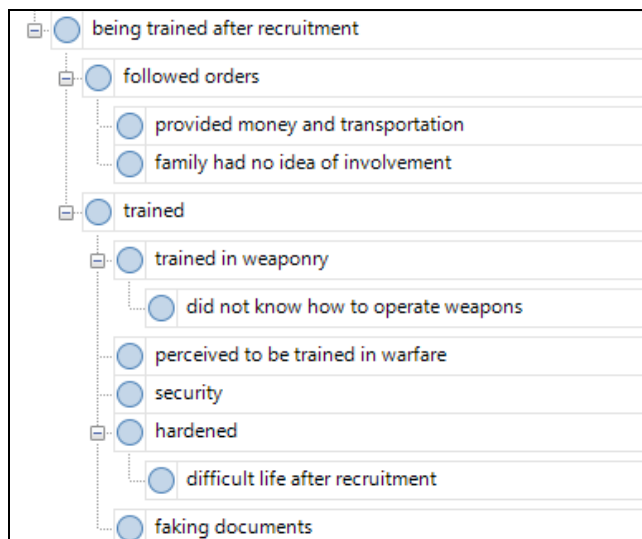 being trained after recruitment
followed orders
provided money and transportation
family had no idea of involvement
trained
trained in weaponry
did not know how to operate weapons
perceived to be trained in warfare
security
hardened
difficult life after recruitment
faking documents